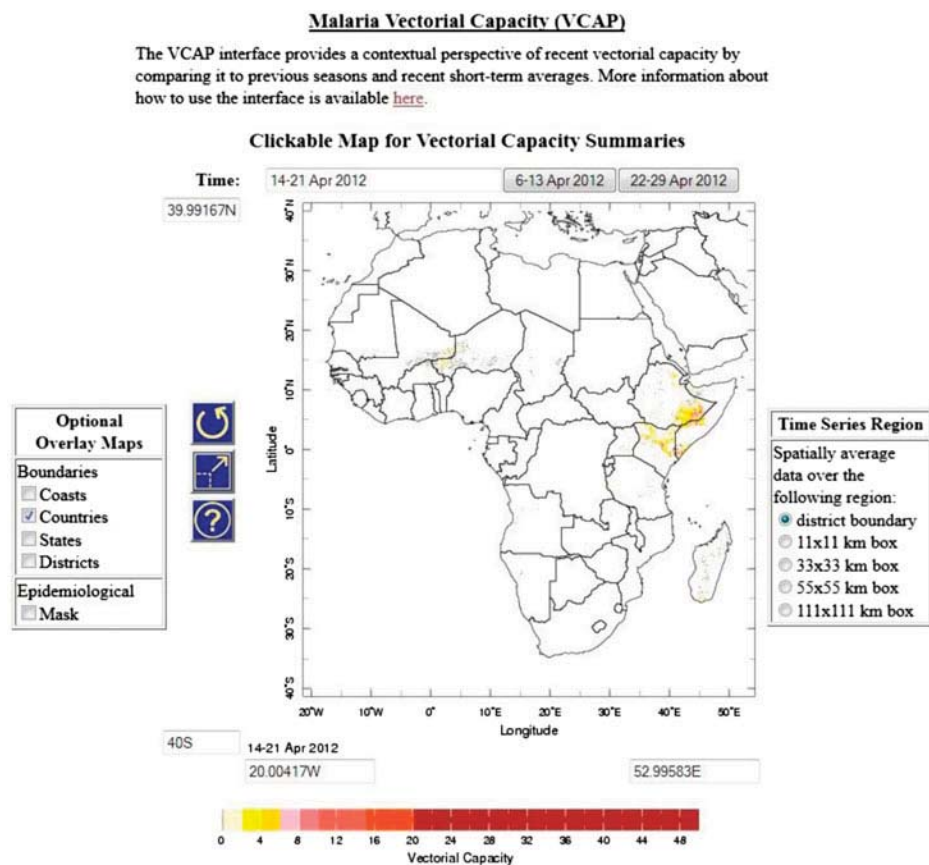 Malaria Vectorial Capacity (VCAP)
The VCAP interface provides a contextual perspective of recent vectorial capacity by
comparing it to previous seasons and recent short-term averages. More information about
how to use the interface is available here.
Clickable Map for Vectorial Capacity Summaries
Time: 14-21 Apr 2012 6-13 Apr 2012 22-29 Apr 2012
39.99167N
40°N
30°N
20°N
10°N
0°
10°S
20°S
30°S
40°S
Latitude
20°W 10°W 0° 10°E 20°E 30°E 40°E 50°E
Longitude
Optional
Overlay Maps
Boundaries
Coasts
Countries
States
Districts
Epidemiological
Mask
?
Time Series Region
Spatially average
data over the
following region:
district boundary
11x11 km box
33x33 km box
55x55 km box
111x111 km box
40S
14-21 Apr 2012
20.00417W 52.99583E
0 4 8 12 16 20 24 28 32 36 40 44 48
Vectorial Capacity